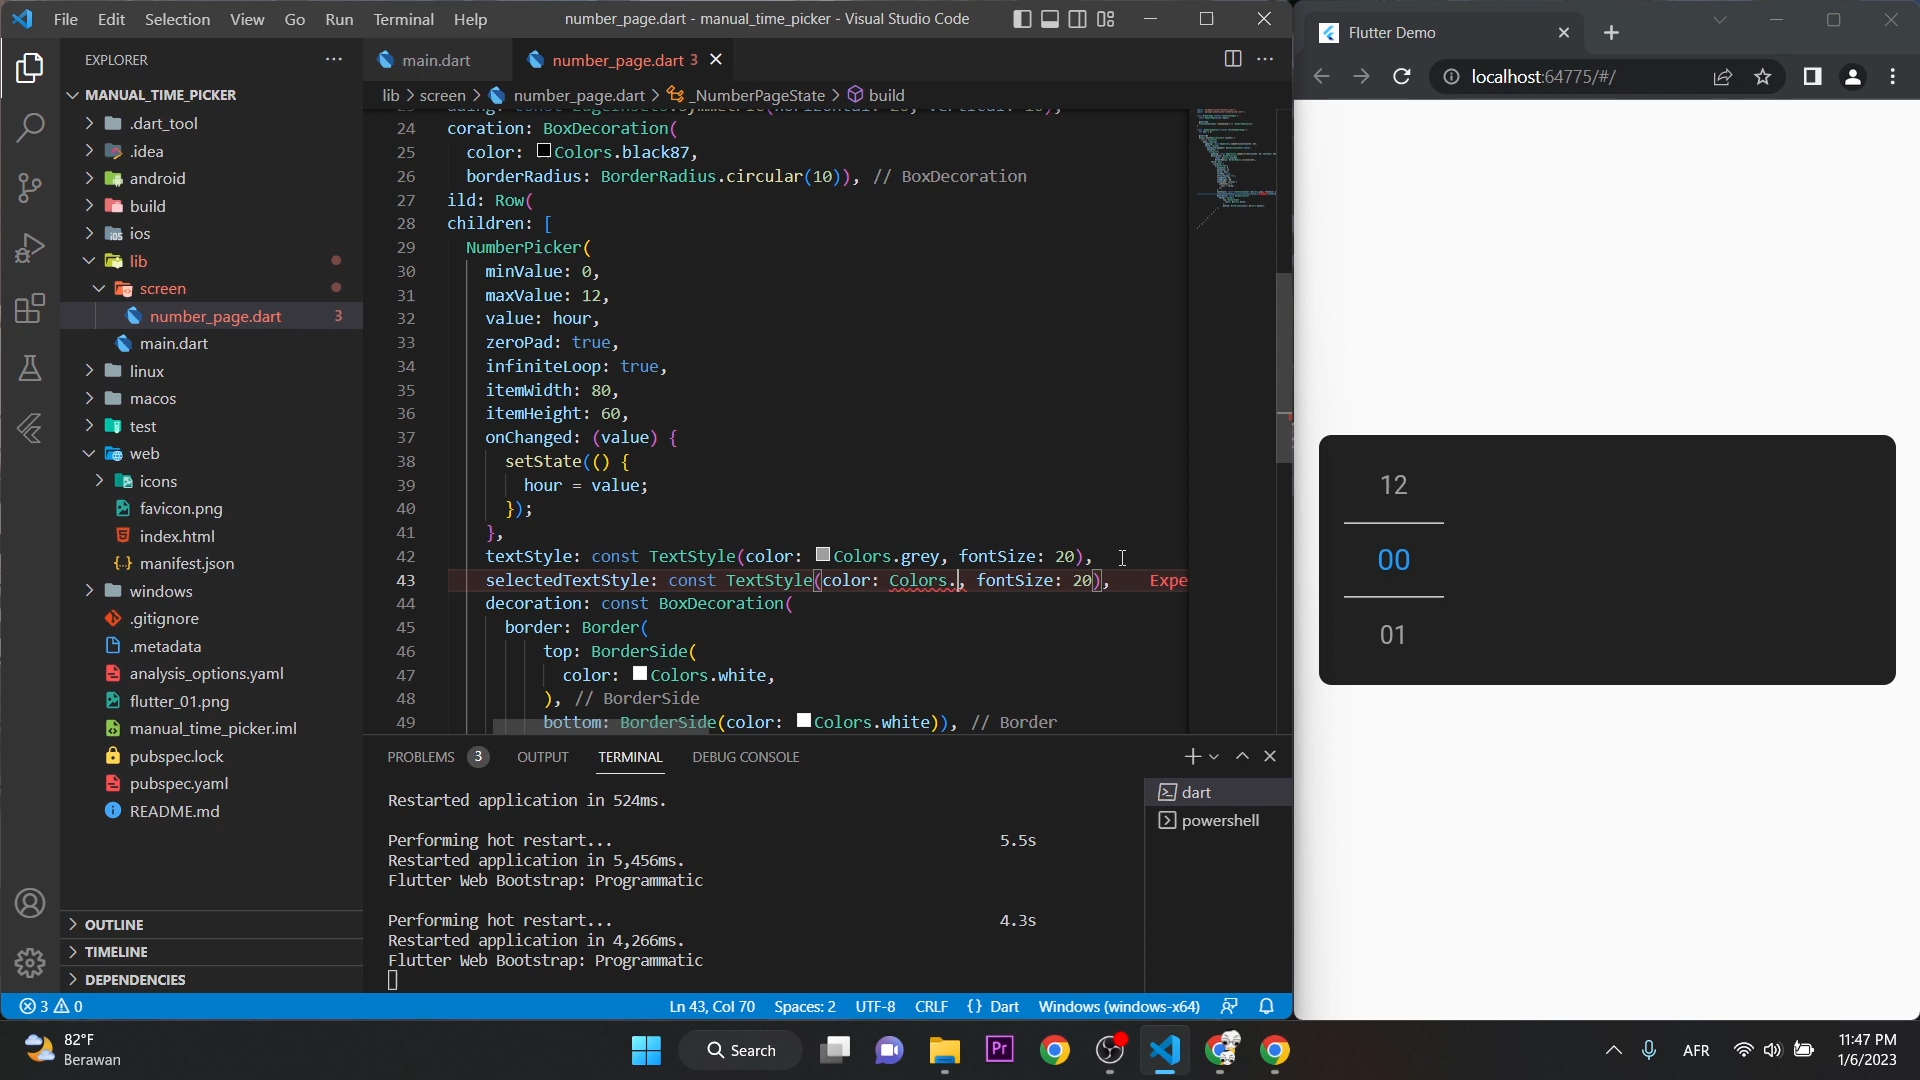 File Edit Selection View Go Run Terminal Help
number_page.dart - manual_time_picker - Visual Studio Code
EXPLORER
MANUAL_TIME_PICKER
.dart_tool
.idea
android
build
ios
lib
screen
number_page.dart 3
main.dart
linux
macos
test
web
icons
favicon.png
index.html
manifest.json
windows
.gitignore
.metadata
analysis_options.yaml
flutter_01.png
manual_time_picker.iml
pubspec.lock
pubspec.yaml
README.md
OUTLINE
TIMELINE
DEPENDENCIES
main.dart
number_page.dart 3
lib > screen > number_page.dart > _NumberPageState > build
24 coration: BoxDecoration(
25 color: Colors.black87,
26 borderRadius: BorderRadius.circular(10)), // BoxDecoration
27 ild: Row(
28 children: [
29 NumberPicker(
30 minValue: 0,
31 maxValue: 12,
32 value: hour,
33 zeroPad: true,
34 infiniteLoop: true,
35 itemWidth: 80,
36 itemHeight: 60,
37 onChanged: (value) {
38 setState(() {
39 hour = value;
40 });
41 },
42 textStyle: const TextStyle(color: Colors.grey, fontSize: 20),
43 selectedTextStyle: const TextStyle(color: Colors., fontSize: 20), Expe
44 decoration: const BoxDecoration(
45 border: Border(
46 top: BorderSide(
47 color: Colors.white,
48 ), // BorderSide
49 bottom: BorderSide(color: Colors.white)), // Border
PROBLEMS 3 OUTPUT TERMINAL DEBUG CONSOLE
Restarted application in 524ms.
Performing hot restart... 5.5s
Restarted application in 5,456ms.
Flutter Web Bootstrap: Programmatic
Performing hot restart... 4.3s
Restarted application in 4,266ms.
Flutter Web Bootstrap: Programmatic
dart
powershell
3 0
Ln 43, Col 70 Spaces: 2 UTF-8 CRLF {} Dart Windows (windows-x64)
Flutter Demo
localhost:64775/#/
12
00
01
82°F
Berawan
Search
Pr
AFR
11:47 PM
1/6/2023